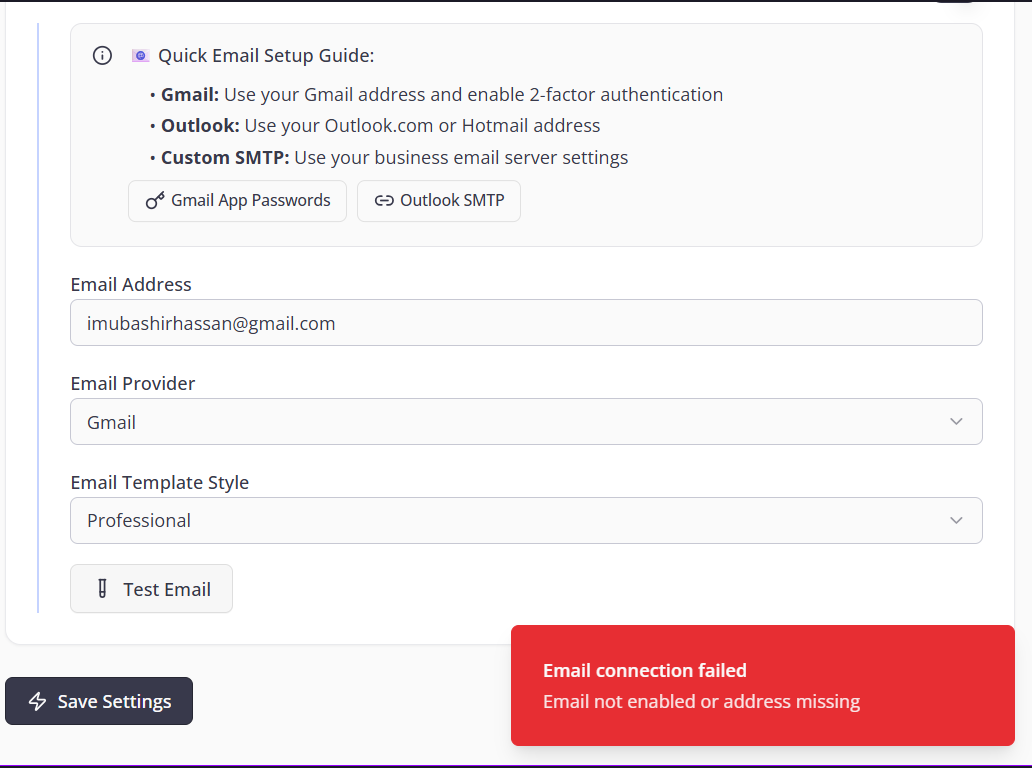 Quick Email Setup Guide:
• Gmail: Use your Gmail address and enable 2-factor authentication
• Outlook: Use your Outlook.com or Hotmail address
• Custom SMTP: Use your business email server settings
Gmail App Passwords
Outlook SMTP
Email Address
imubashirhassan@gmail.com
Email Provider
Gmail
Email Template Style
Professional
Test Email
Save Settings
Email connection failed
Email not enabled or address missing